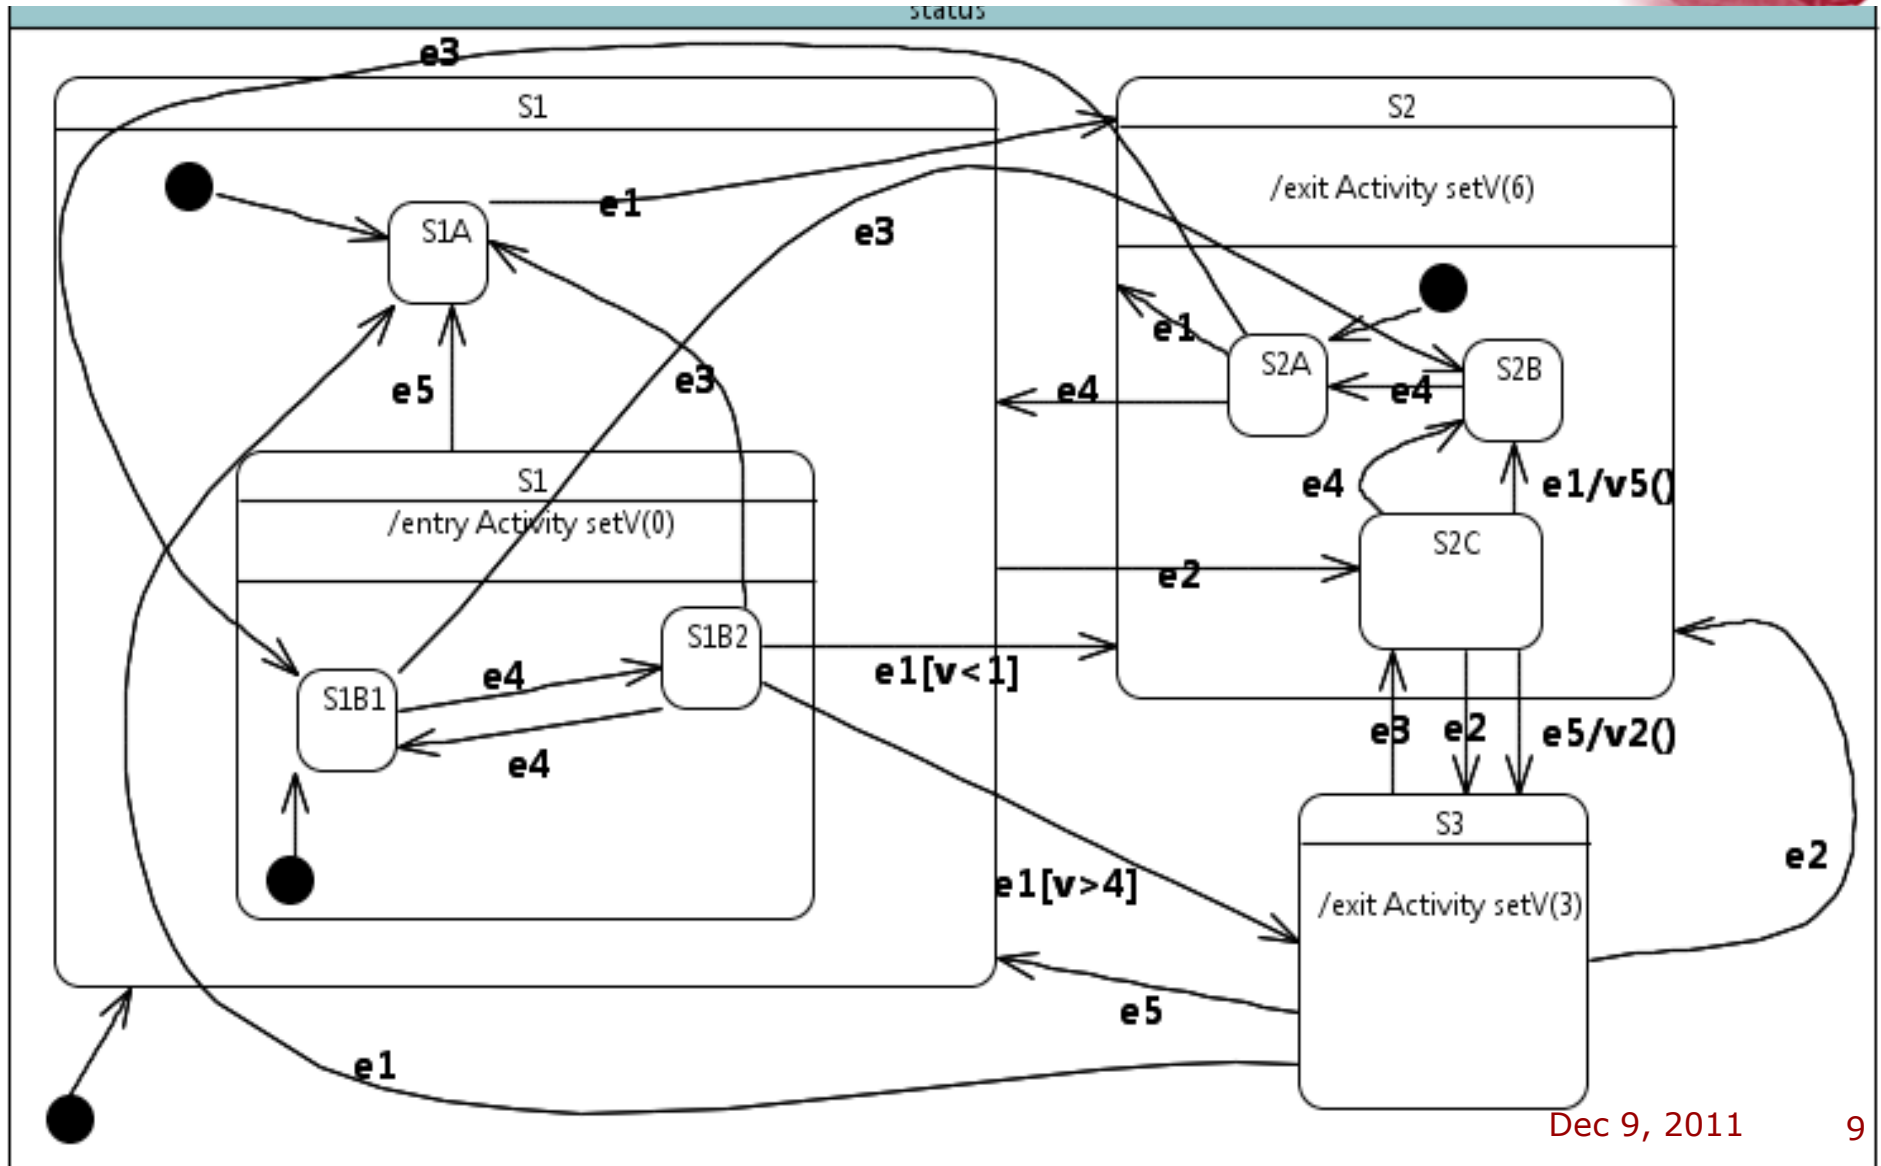 status
e3
S1
S2
/exit Activity setV(6)
S1A
e1
e3
e1
S2A
S2B
e5
e3
e4
e4
S1
/entry Activity setV(0)
e4
e1/v5()
S2C
e2
S1B2
e1[v<1]
S1B1
e4
e4
e3
e2
e5/v2()
S3
e1[v>4]
/exit Activity setV(3)
e2
e5
e1
Dec 9, 2011
9